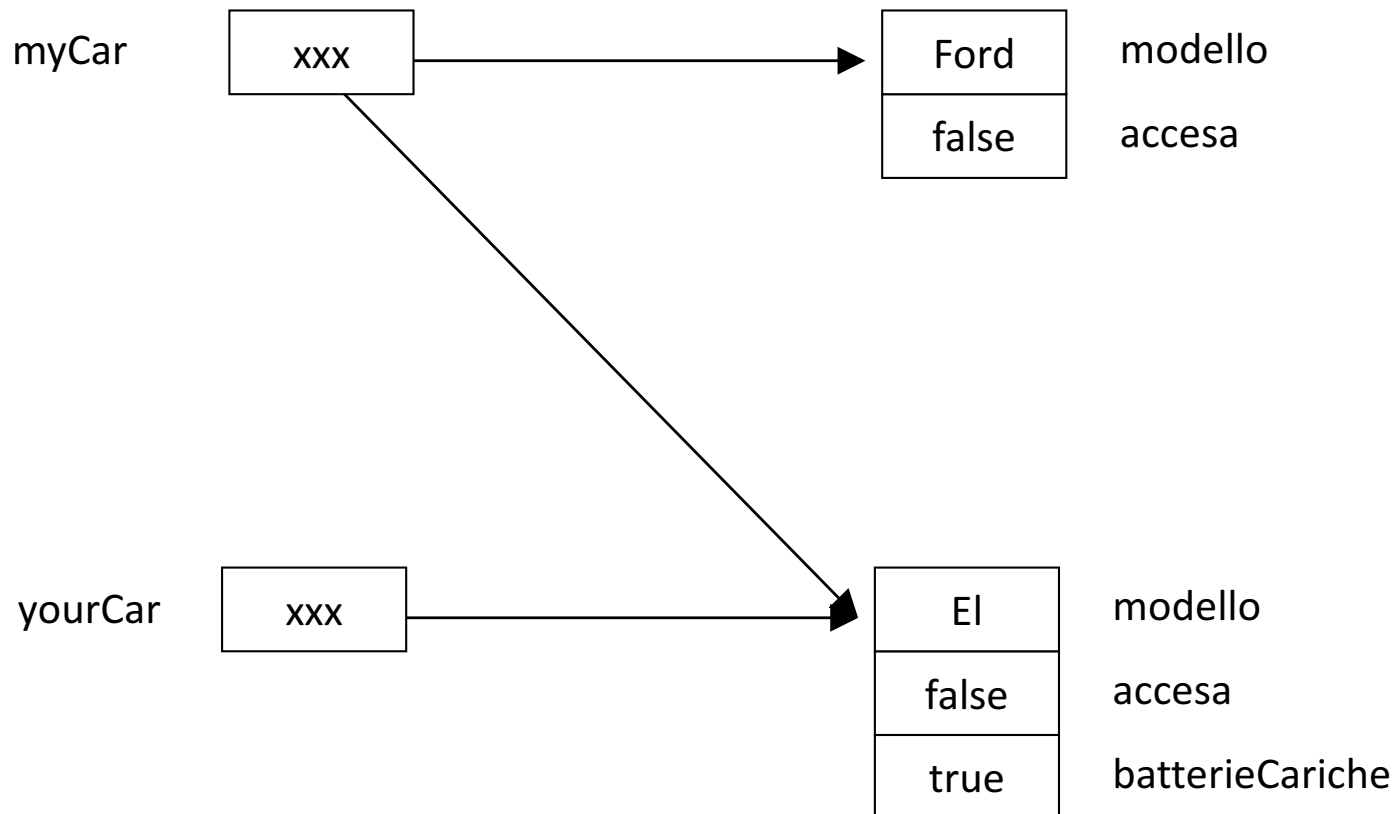 myCar xxx Ford modello
false accesa
yourCar xxx El modello
false accesa
true batterieCariche